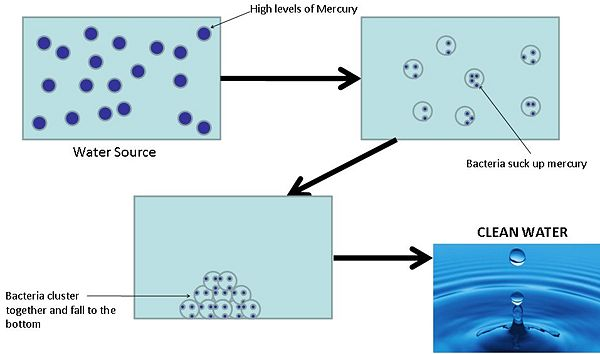 High levels of Mercury
Water Source
Bacteria suck up mercury
Bacteria cluster
together and fall to the
bottom
CLEAN WATER